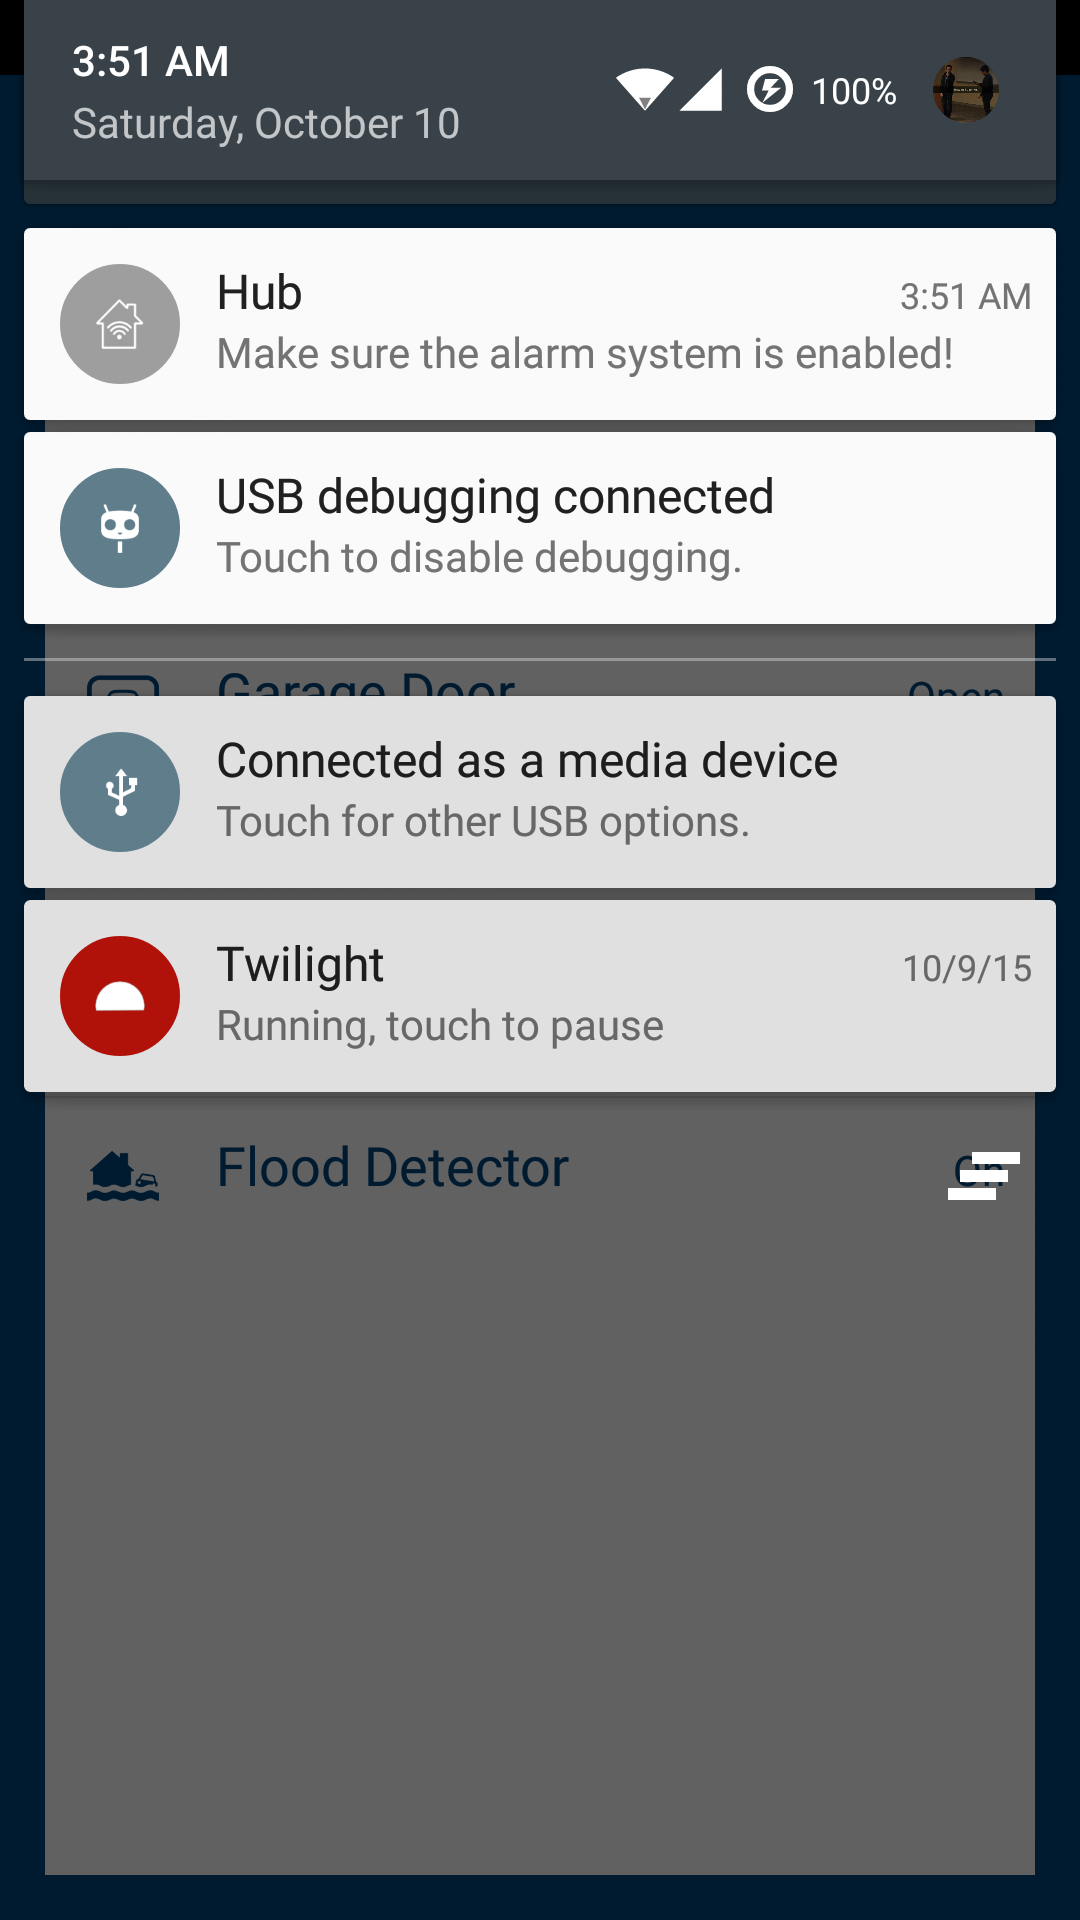 3:51 AM
100%
Saturday, October 10
Hub
3:51 AM
Make sure the alarm system is enabled!
USB debugging connected
Touch to disable debugging.
Garage Door
Open
Connected as a media device
Touch for other USB options.
Twilight
10/9/15
Running, touch to pause
Flood Detector
On